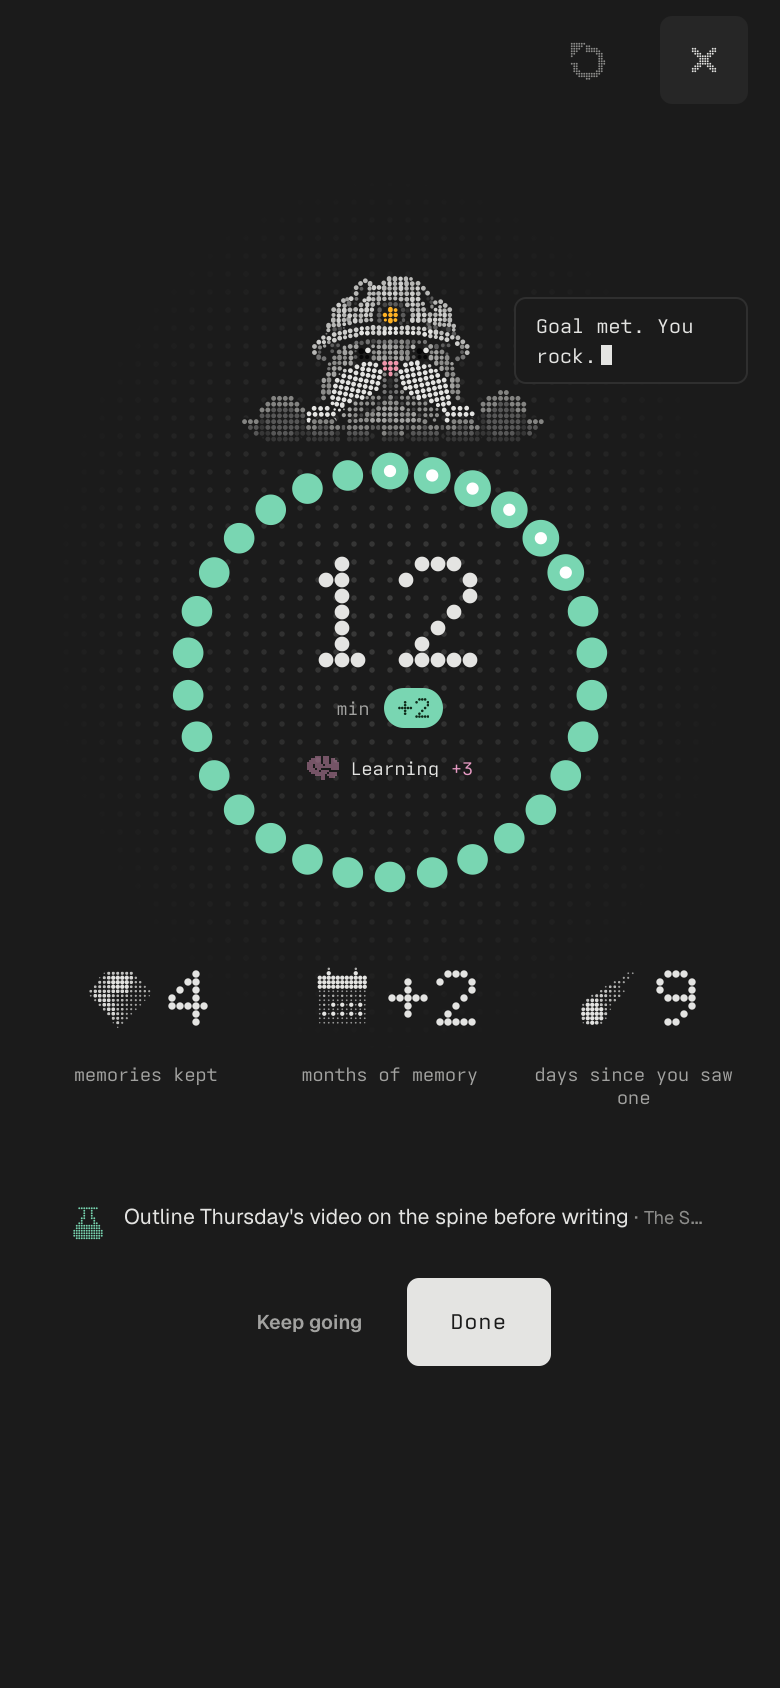 Goal met. You
rock.
12
min +2
Learning +3
4
+2
9
memories kept
months of memory
days since you saw
one
Outline Thursday's video on the spine before writing · The S…
Keep going
Done